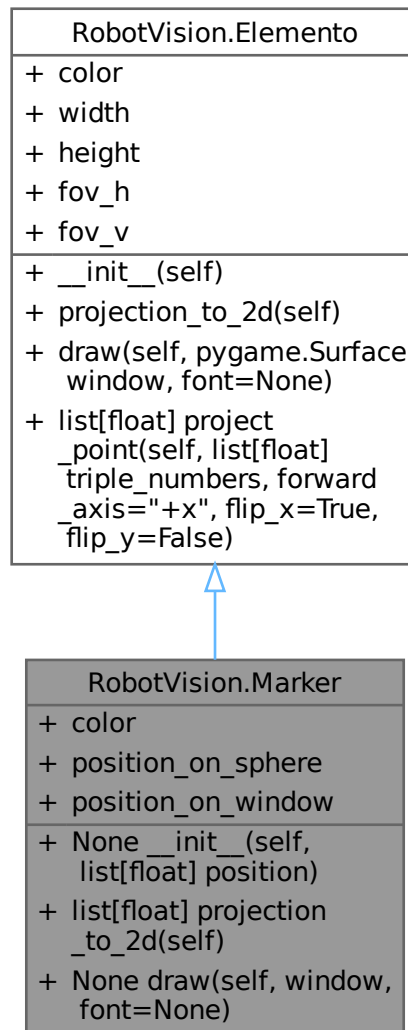 RobotVision.Elemento
+ color
+ width
+ height
+ fov_h
+ fov_v
+ __init__(self)
+ projection_to_2d(self)
+ draw(self, pygame.Surface
window, font=None)
+ list[float] project
_point(self, list[float]
triple_numbers, forward
_axis="+x", flip_x=True,
flip_y=False)
RobotVision.Marker
+ color
+ position_on_sphere
+ position_on_window
+ None __init__(self,
list[float] position)
+ list[float] projection
_to_2d(self)
+ None draw(self, window,
font=None)